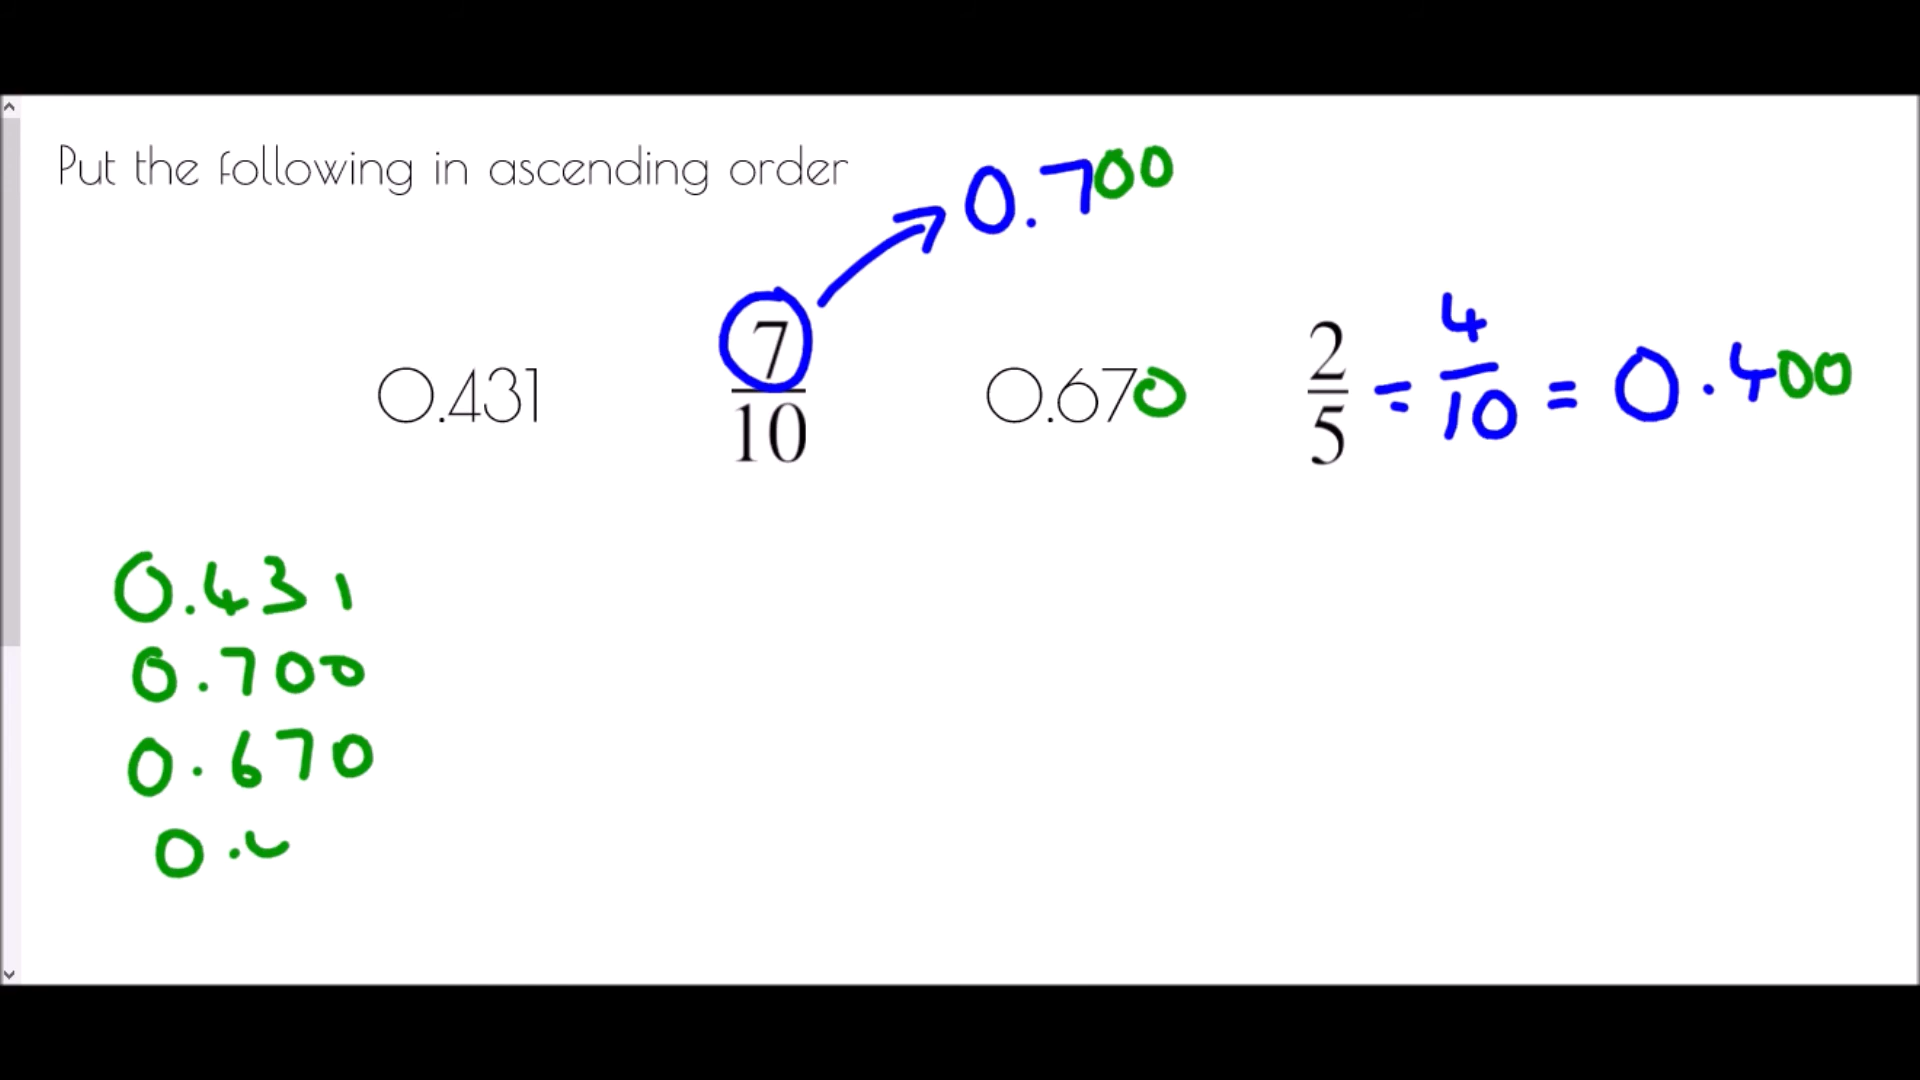 Put the following in ascending order
0.700
0.431 7/10 0.670 2/5 = 4/10 = 0.400
0.431
0.700
0.670
0.